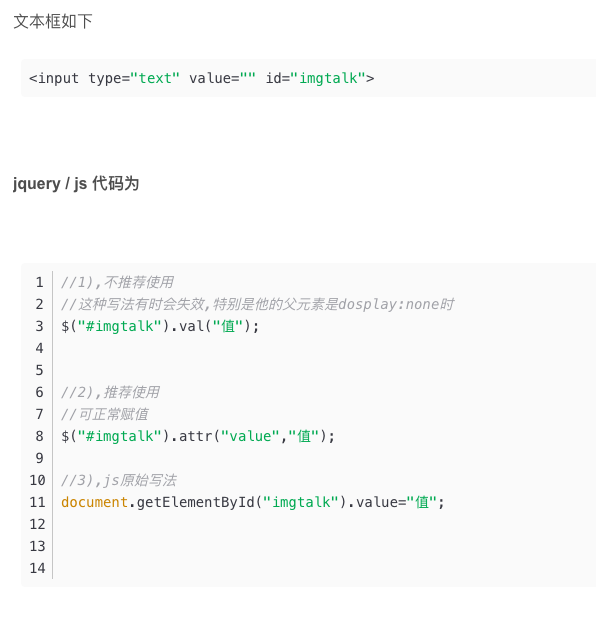 文本框如下
<input type="text" value="" id="imgtalk">
jquery / js 代码为
1 //1),不推荐使用
2 //这种写法有时会失效,特别是他的父元素是dosplay:none时
3 $("#imgtalk").val("值");
4
5
6 //2),推荐使用
7 //可正常赋值
8 $("#imgtalk").attr("value","值");
9
10 //3),js原始写法
11 document.getElementById("imgtalk").value="值";
12
13
14